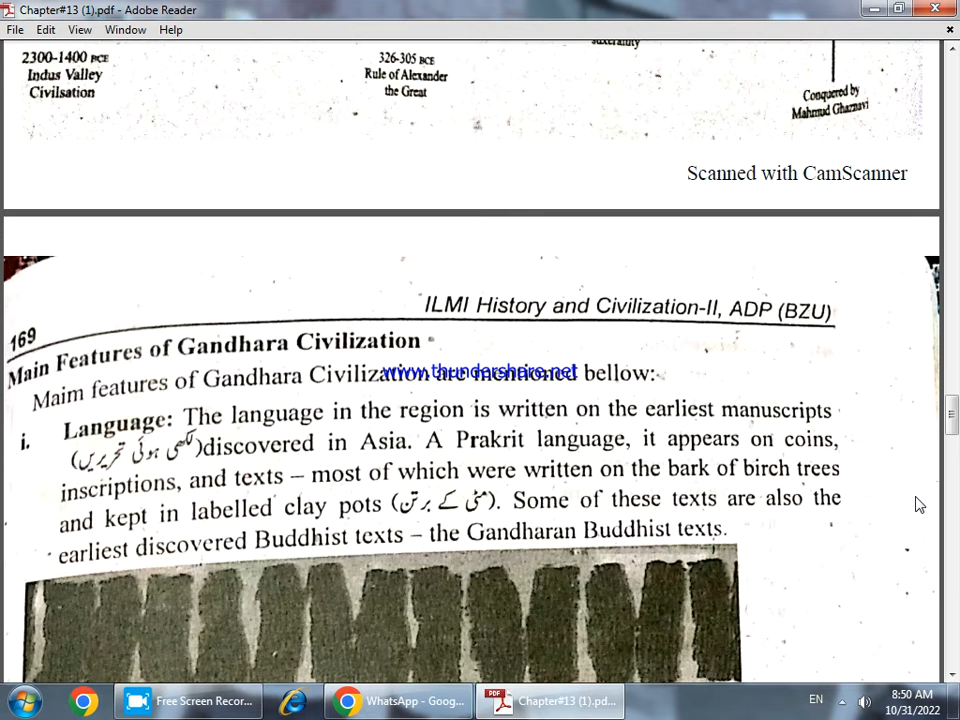 Chapter#13 (1).pdf - Adobe Reader
File Edit View Window Help
2300-1400 BCE
Indus Valley
Civilsation
326-305 BCE
Rule of Alexander
the Great
Conquered by
Mahmud Ghaznavi
Scanned with CamScanner
169
ILMI History and Civilization-II, ADP (BZU)
Main Features of Gandhara Civilization
Maim features of Gandhara Civilization are mentioned bellow:
www.thundershare.net
i. Language: The language in the region is written on the earliest manuscripts
(لکھی ہوئی تحریریں) discovered in Asia. A Prakrit language, it appears on coins,
inscriptions, and texts – most of which were written on the bark of birch trees
and kept in labelled clay pots (مٹی کے برتن). Some of these texts are also the
earliest discovered Buddhist texts – the Gandharan Buddhist texts.
Free Screen Recor...
WhatsApp - Goog...
Chapter#13 (1).pd...
EN
8:50 AM
10/31/2022